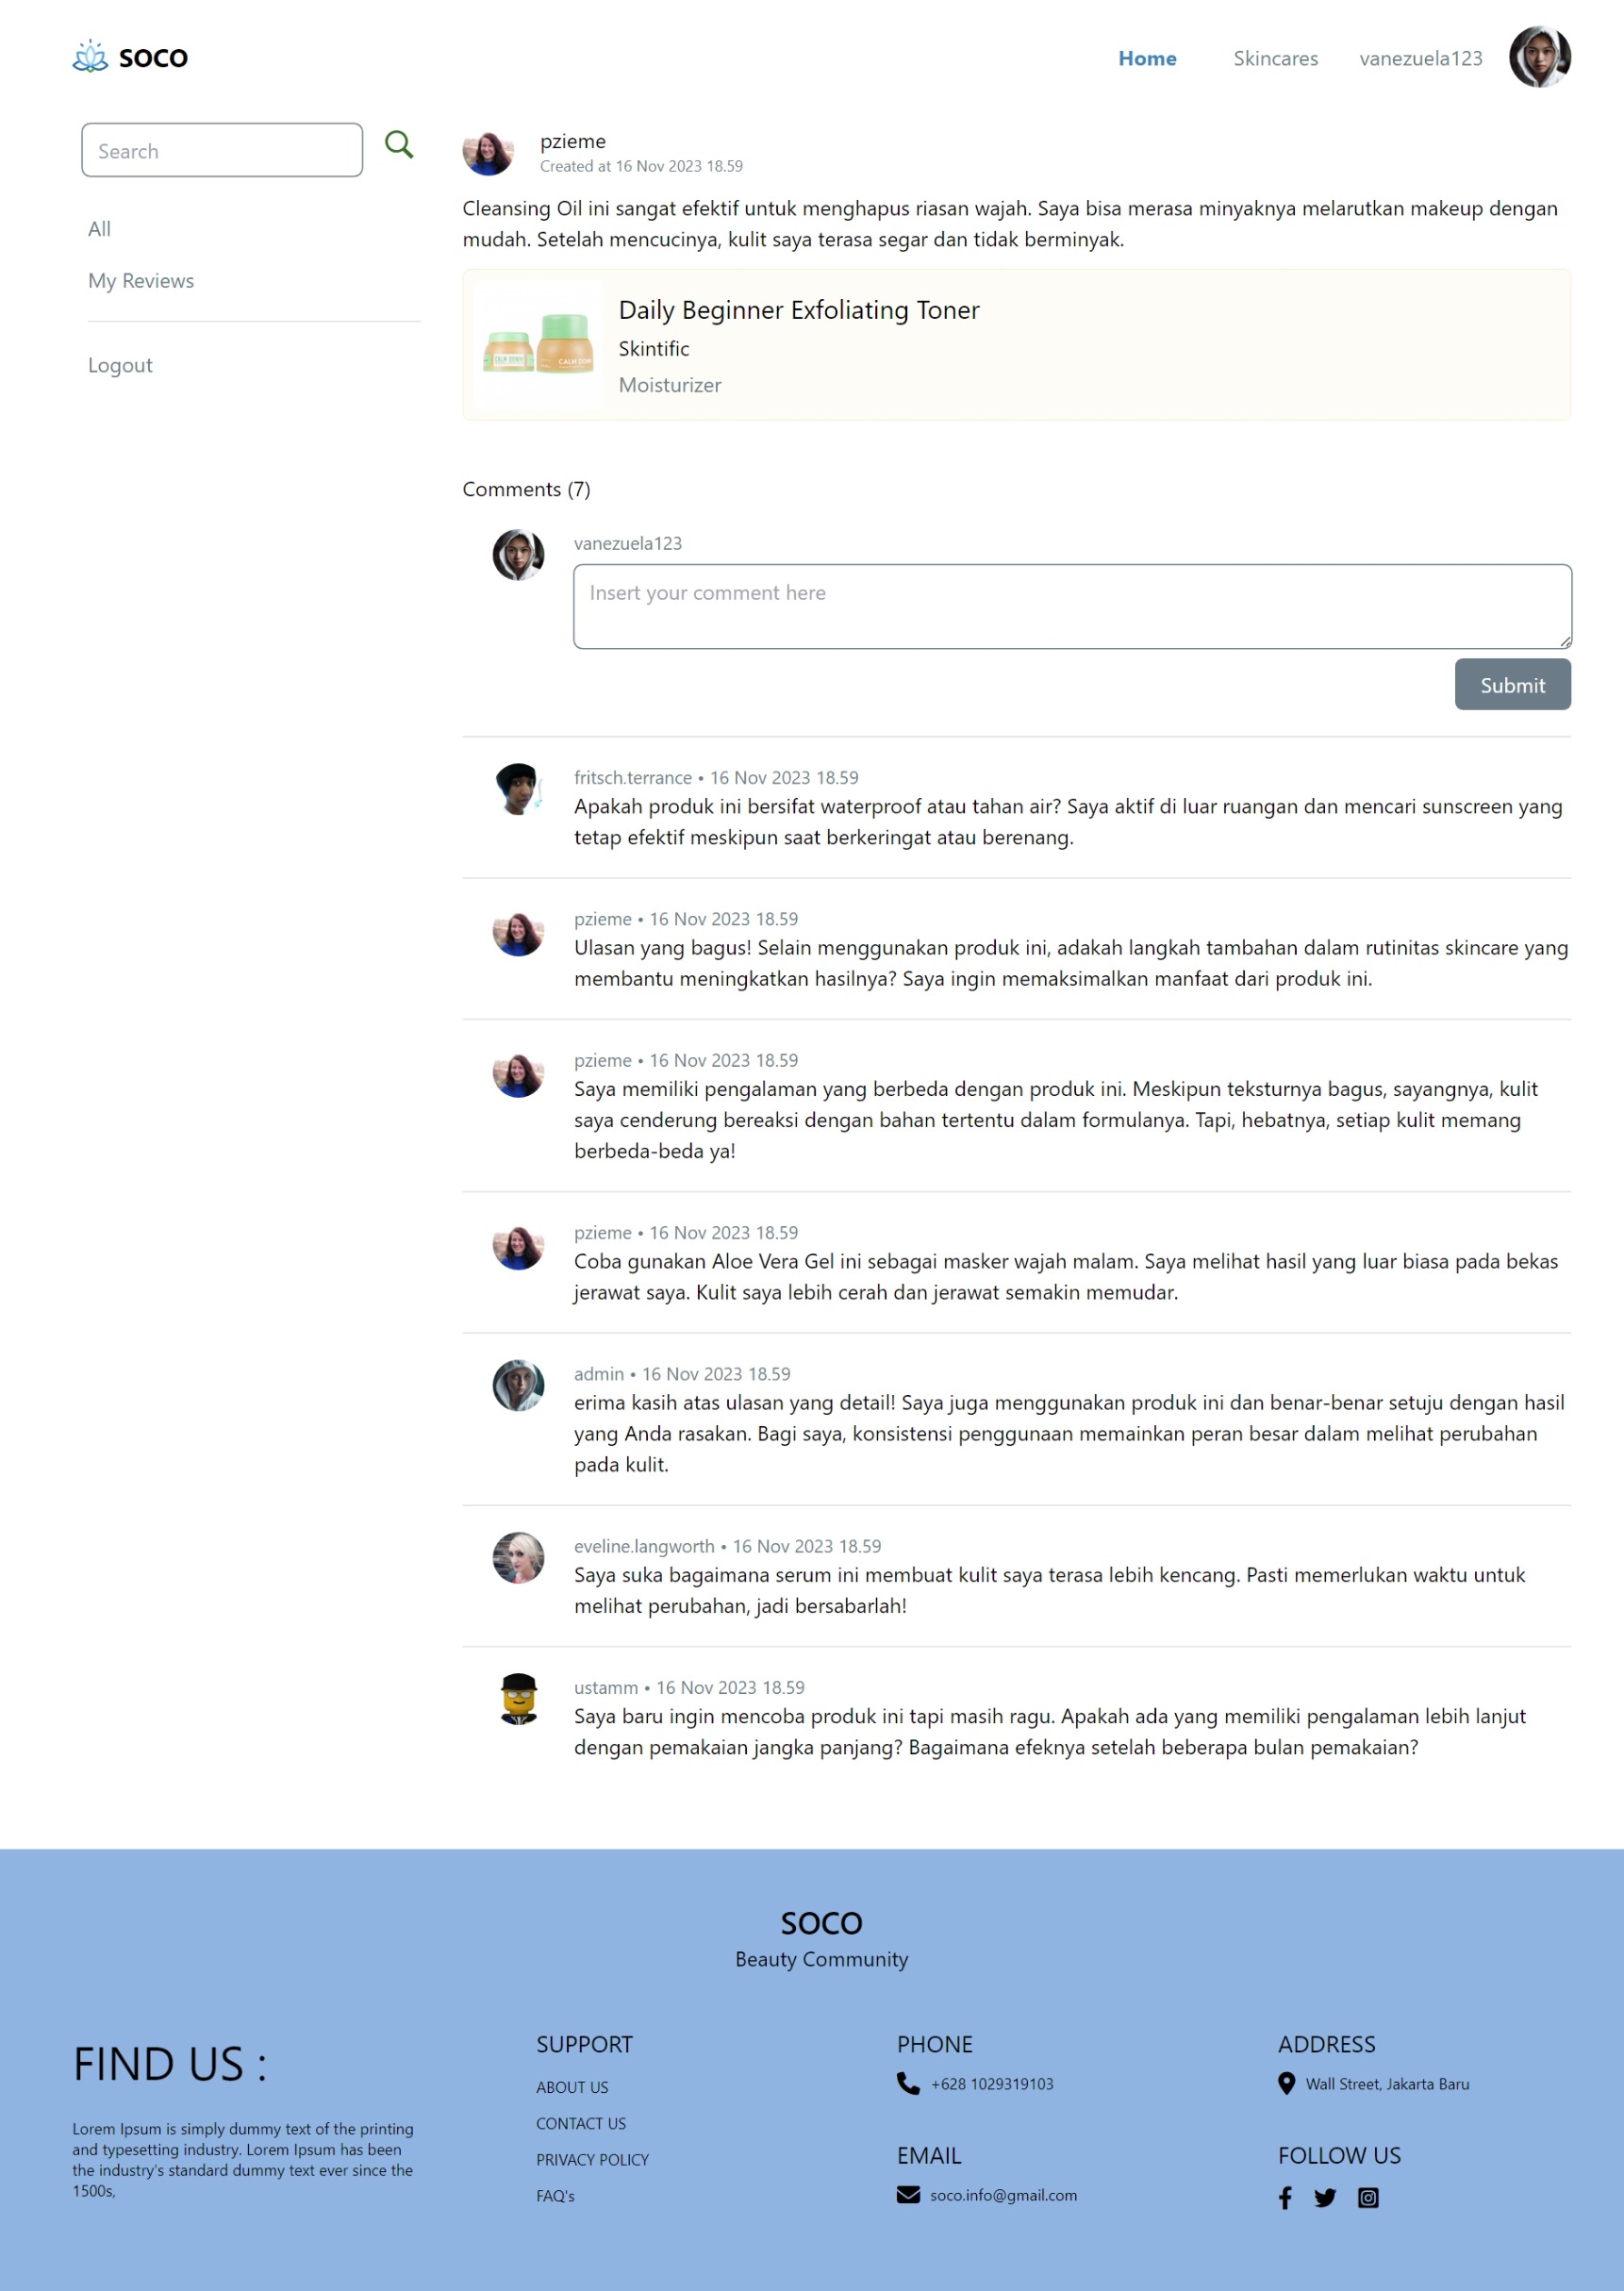 SOCO
Home
Skincares
vanezuela123
Search
All
My Reviews
Logout
pzieme
Created at 16 Nov 2023 18.59
Cleansing Oil ini sangat efektif untuk menghapus riasan wajah. Saya bisa merasa minyaknya melarutkan makeup dengan
mudah. Setelah mencucinya, kulit saya terasa segar dan tidak berminyak.
CALM DOWN!
CALM DOWN!
Daily Beginner Exfoliating Toner
Skintific
Moisturizer
Comments (7)
vanezuela123
Insert your comment here
Submit
fritsch.terrance • 16 Nov 2023 18.59
Apakah produk ini bersifat waterproof atau tahan air? Saya aktif di luar ruangan dan mencari sunscreen yang
tetap efektif meskipun saat berkeringat atau berenang.
pzieme • 16 Nov 2023 18.59
Ulasan yang bagus! Selain menggunakan produk ini, adakah langkah tambahan dalam rutinitas skincare yang
membantu meningkatkan hasilnya? Saya ingin memaksimalkan manfaat dari produk ini.
pzieme • 16 Nov 2023 18.59
Saya memiliki pengalaman yang berbeda dengan produk ini. Meskipun teksturnya bagus, sayangnya, kulit
saya cenderung bereaksi dengan bahan tertentu dalam formulanya. Tapi, hebatnya, setiap kulit memang
berbeda-beda ya!
pzieme • 16 Nov 2023 18.59
Coba gunakan Aloe Vera Gel ini sebagai masker wajah malam. Saya melihat hasil yang luar biasa pada bekas
jerawat saya. Kulit saya lebih cerah dan jerawat semakin memudar.
admin • 16 Nov 2023 18.59
erima kasih atas ulasan yang detail! Saya juga menggunakan produk ini dan benar-benar setuju dengan hasil
yang Anda rasakan. Bagi saya, konsistensi penggunaan memainkan peran besar dalam melihat perubahan
pada kulit.
eveline.langworth • 16 Nov 2023 18.59
Saya suka bagaimana serum ini membuat kulit saya terasa lebih kencang. Pasti memerlukan waktu untuk
melihat perubahan, jadi bersabarlah!
ustamm • 16 Nov 2023 18.59
Saya baru ingin mencoba produk ini tapi masih ragu. Apakah ada yang memiliki pengalaman lebih lanjut
dengan pemakaian jangka panjang? Bagaimana efeknya setelah beberapa bulan pemakaian?
SOCO
Beauty Community
FIND US :
Lorem Ipsum is simply dummy text of the printing
and typesetting industry. Lorem Ipsum has been
the industry's standard dummy text ever since the
1500s,
SUPPORT
ABOUT US
CONTACT US
PRIVACY POLICY
FAQ's
PHONE
+628 1029319103
EMAIL
soco.info@gmail.com
ADDRESS
Wall Street, Jakarta Baru
FOLLOW US